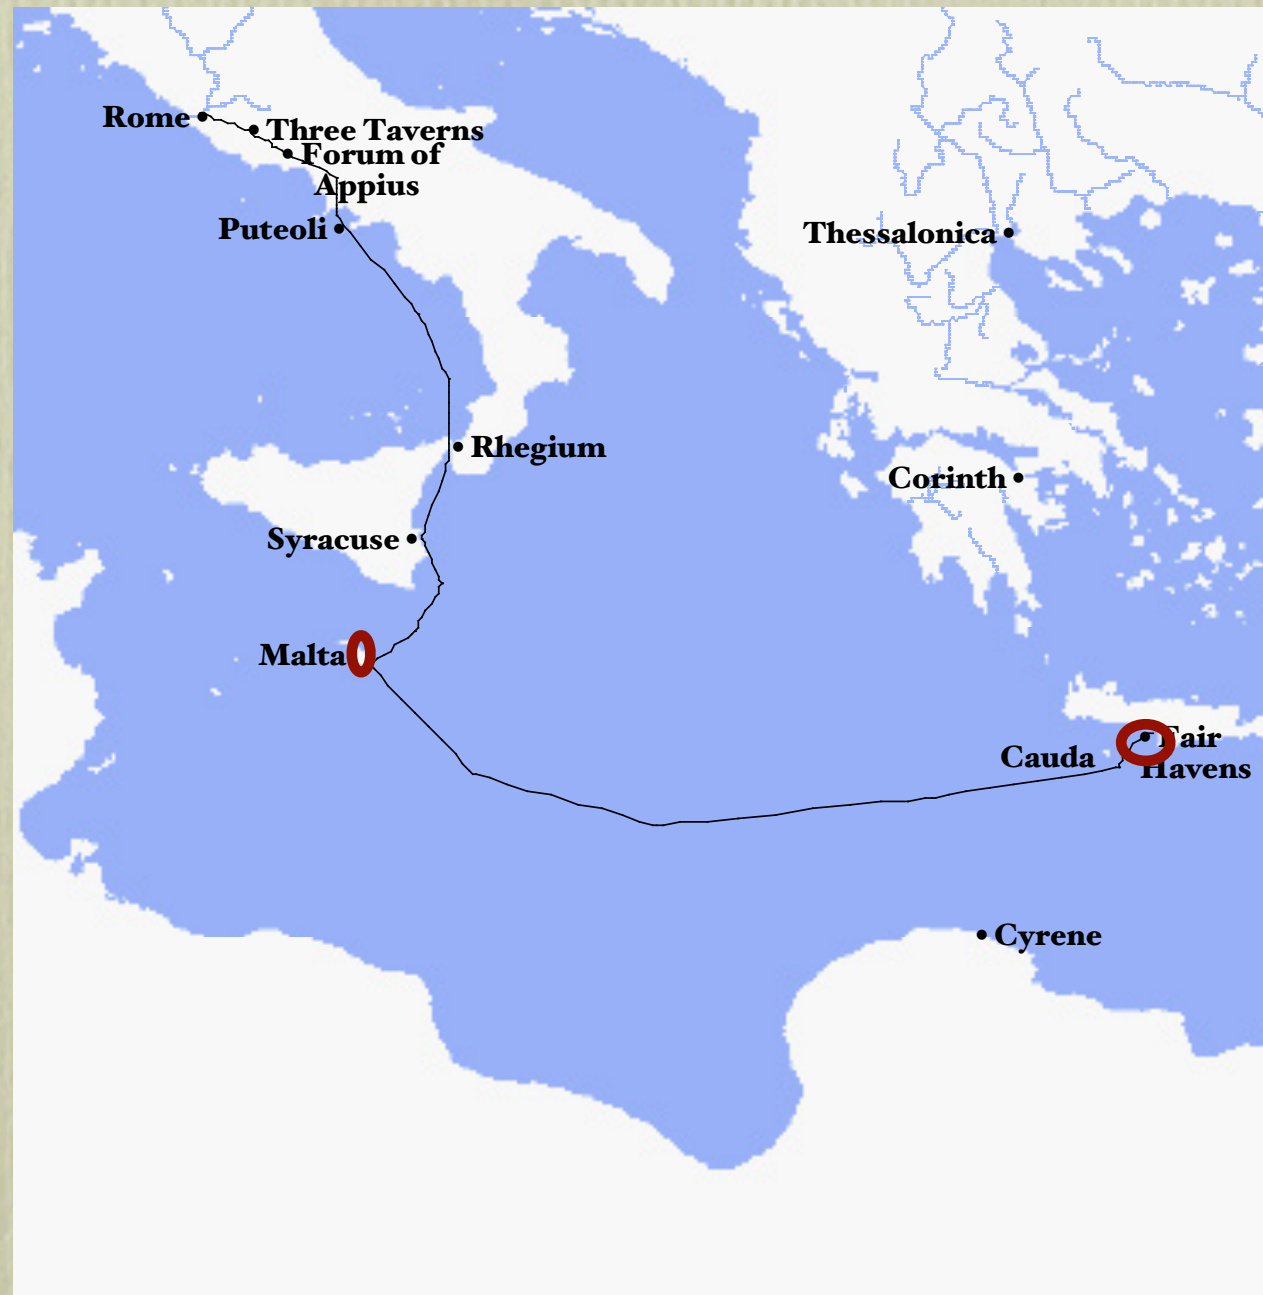 Rome
Three Taverns
Forum of
Appius
Puteoli
Thessalonica
Rhegium
Corinth
Syracuse
Malta
Fair
Cauda
Havens
Cyrene